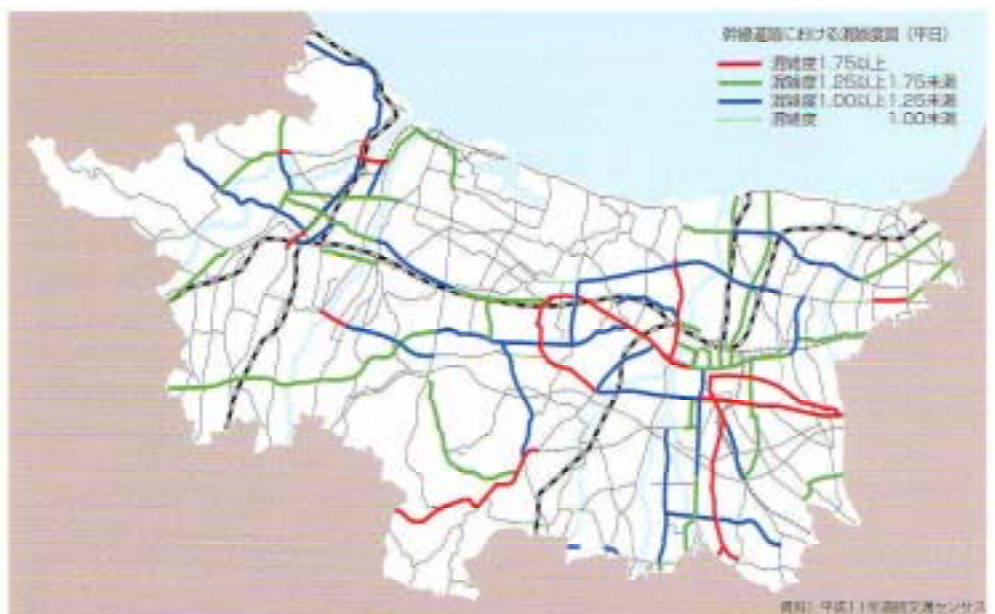 幹線道路における混雑度図（平日）
混雑度1.75以上
混雑度1.25以上1.75未満
混雑度1.00以上1.25未満
混雑度 1.00未満
資料：平成11年道路交通センサス